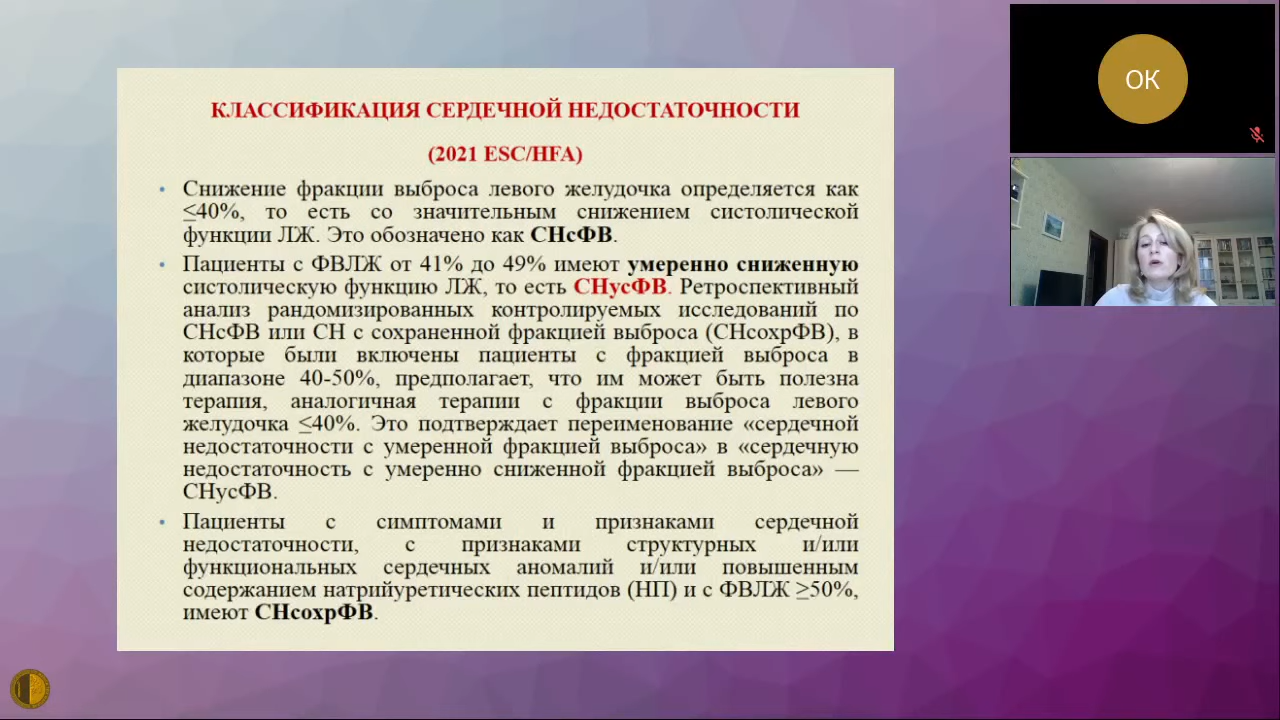 КЛАССИФИКАЦИЯ СЕРДЕЧНОЙ НЕДОСТАТОЧНОСТИ
(2021 ESC/HFA)
• Снижение фракции выброса левого желудочка определяется как
≤40%, то есть со значительным снижением систолической
функции ЛЖ. Это обозначено как СНсФВ.
• Пациенты с ФВЛЖ от 41% до 49% имеют умеренно сниженную
систолическую функцию ЛЖ, то есть СНусФВ. Ретроспективный
анализ рандомизированных контролируемых исследований по
СНсФВ или СН с сохраненной фракцией выброса (СНсохрФВ), в
которые были включены пациенты с фракцией выброса в
диапазоне 40-50%, предполагает, что им может быть полезна
терапия, аналогичная терапии с фракции выброса левого
желудочка ≤40%. Это подтверждает переименование «сердечной
недостаточности с умеренной фракцией выброса» в «сердечную
недостаточность с умеренно сниженной фракцией выброса» —
СНусФВ.
• Пациенты с симптомами и признаками сердечной
недостаточности, с признаками структурных и/или
функциональных сердечных аномалий и/или повышенным
содержанием натрийуретических пептидов (НП) и с ФВЛЖ ≥50%,
имеют СНсохрФВ.
ОК